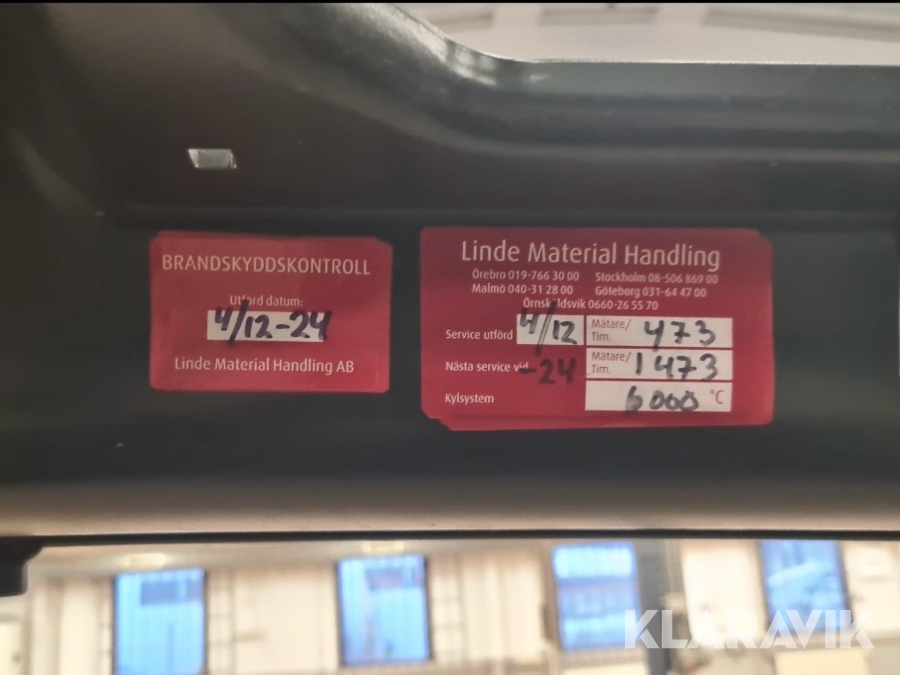 BRANDSKYDDSKONTROLL
Utförd datum:
4/12-24
Linde Material Handling AB
Linde Material Handling
Örebro 019-766 30 00 Stockholm 08-506 869 00
Malmö 040-31 28 00 Göteborg 031-64 47 00
Örnsköldsvik 0660-26 55 70
Service utförd 4/12 Mätare/Tim. 473
Nästa service vid -24 Mätare/Tim. 1473
Kylsystem 6000 °C
KLARAVIK